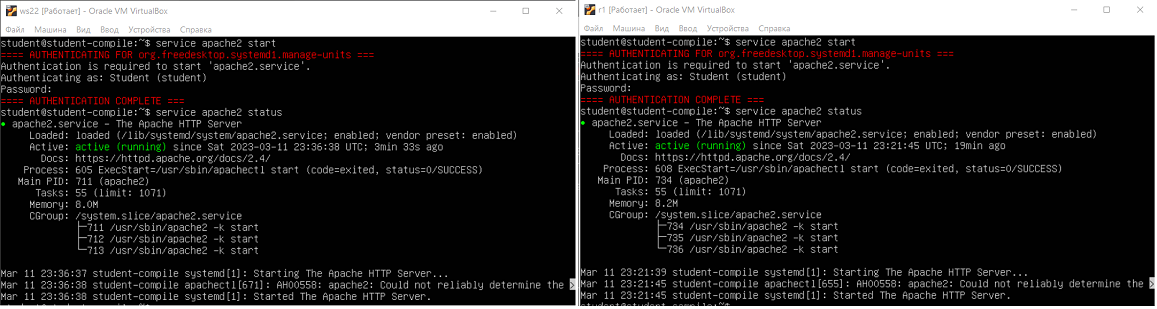 ws22 [Работает] - Oracle VM VirtualBox
Файл Машина Вид Ввод Устройства Справка
student@student-compile:~$ service apache2 start
==== AUTHENTICATING FOR org.freedesktop.systemd1.manage-units ===
Authentication is required to start 'apache2.service'.
Authenticating as: Student (student)
Password:
==== AUTHENTICATION COMPLETE ===
student@student-compile:~$ service apache2 status
● apache2.service - The Apache HTTP Server
Loaded: loaded (/lib/systemd/system/apache2.service; enabled; vendor preset: enabled)
Active: active (running) since Sat 2023-03-11 23:36:38 UTC; 3min 33s ago
Docs: https://httpd.apache.org/docs/2.4/
Process: 605 ExecStart=/usr/sbin/apachectl start (code=exited, status=0/SUCCESS)
Main PID: 711 (apache2)
Tasks: 55 (limit: 1071)
Memory: 8.0M
CGroup: /system.slice/apache2.service
├─711 /usr/sbin/apache2 -k start
├─712 /usr/sbin/apache2 -k start
└─713 /usr/sbin/apache2 -k start
Mar 11 23:36:37 student-compile systemd[1]: Starting The Apache HTTP Server...
Mar 11 23:36:38 student-compile apachectl[671]: AH00558: apache2: Could not reliably determine the >
Mar 11 23:36:38 student-compile systemd[1]: Started The Apache HTTP Server.
r1 [Работает] - Oracle VM VirtualBox
Файл Машина Вид Ввод Устройства Справка
student@student-compile:~$ service apache2 start
==== AUTHENTICATING FOR org.freedesktop.systemd1.manage-units ===
Authentication is required to start 'apache2.service'.
Authenticating as: Student (student)
Password:
==== AUTHENTICATION COMPLETE ===
student@student-compile:~$ service apache2 status
● apache2.service - The Apache HTTP Server
Loaded: loaded (/lib/systemd/system/apache2.service; enabled; vendor preset: enabled)
Active: active (running) since Sat 2023-03-11 23:21:45 UTC; 19min ago
Docs: https://httpd.apache.org/docs/2.4/
Process: 608 ExecStart=/usr/sbin/apachectl start (code=exited, status=0/SUCCESS)
Main PID: 734 (apache2)
Tasks: 55 (limit: 1071)
Memory: 8.2M
CGroup: /system.slice/apache2.service
├─734 /usr/sbin/apache2 -k start
├─735 /usr/sbin/apache2 -k start
└─736 /usr/sbin/apache2 -k start
Mar 11 23:21:39 student-compile systemd[1]: Starting The Apache HTTP Server...
Mar 11 23:21:45 student-compile apachectl[655]: AH00558: apache2: Could not reliably determine the >
Mar 11 23:21:45 student-compile systemd[1]: Started The Apache HTTP Server.